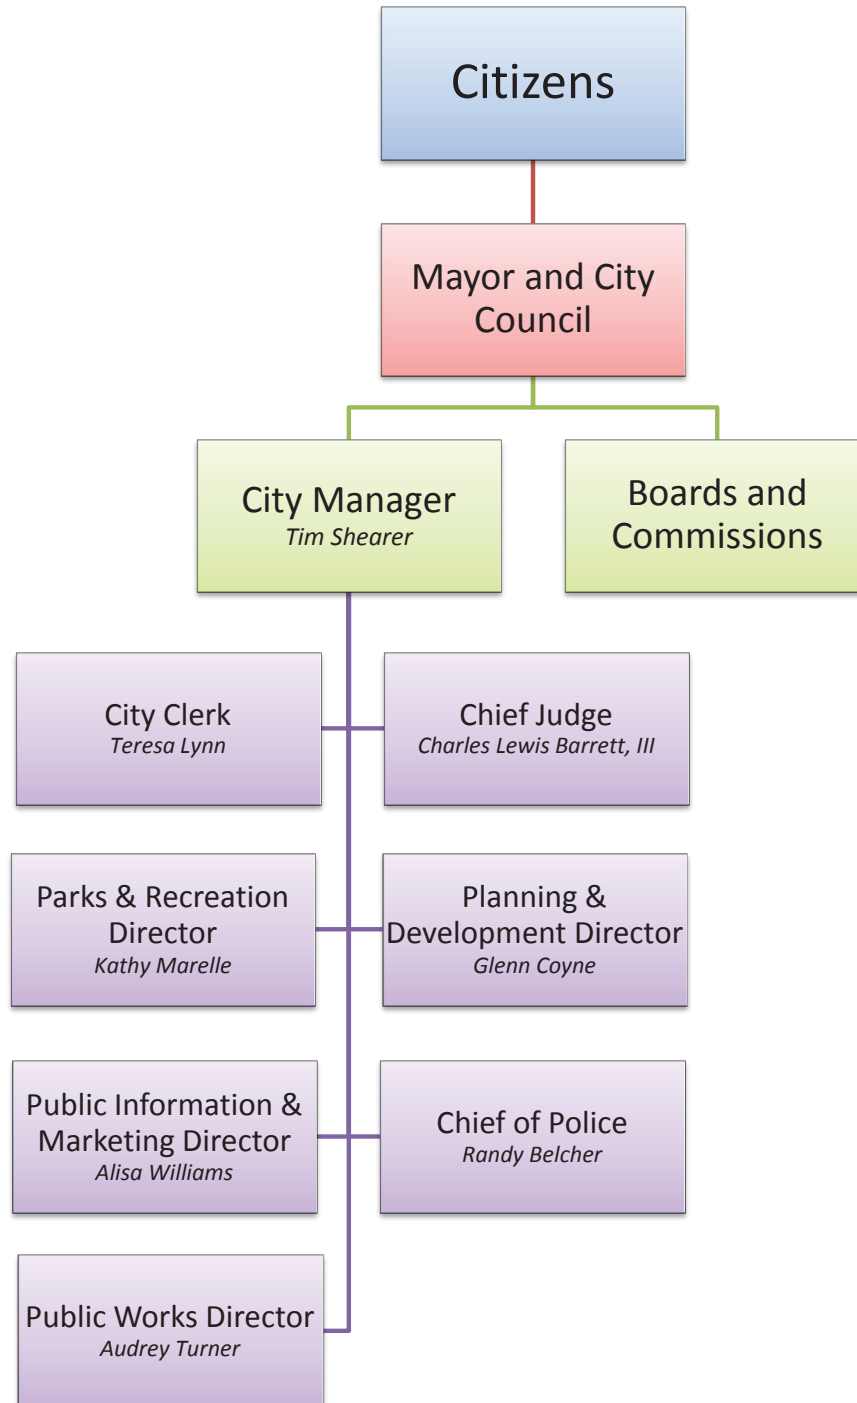 Citizens
Mayor and City
Council
City Manager
Tim Shearer
Boards and
Commissions
City Clerk
Teresa Lynn
Chief Judge
Charles Lewis Barrett, III
Parks & Recreation
Director
Kathy Marelle
Planning &
Development Director
Glenn Coyne
Public Information &
Marketing Director
Alisa Williams
Chief of Police
Randy Belcher
Public Works Director
Audrey Turner